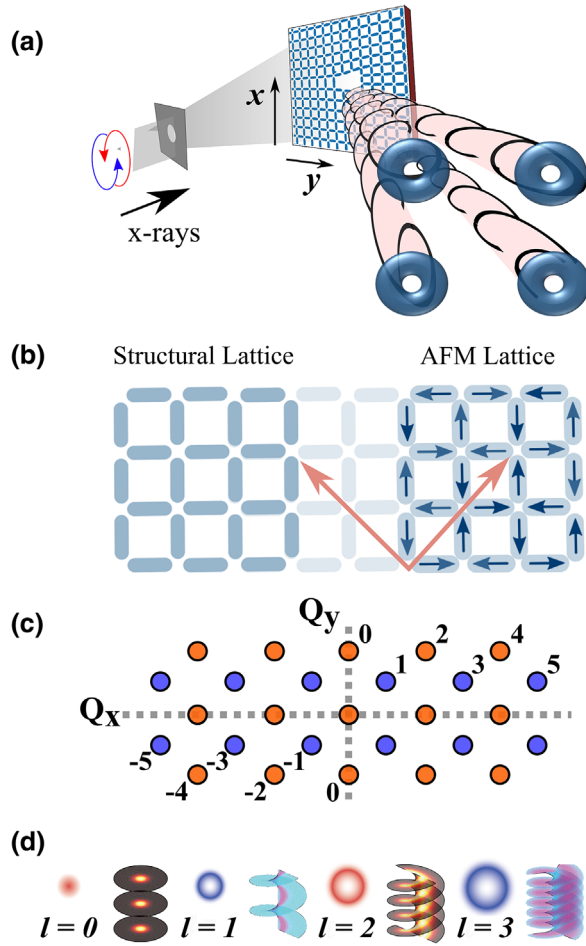 (a)
x
y
x-rays
(b)
Structural Lattice
AFM Lattice
(c)
Qy
0
2
4
1
3
5
Qx
-5
-3
-1
-4
-2
0
(d)
l = 0
l = 1
l = 2
l = 3